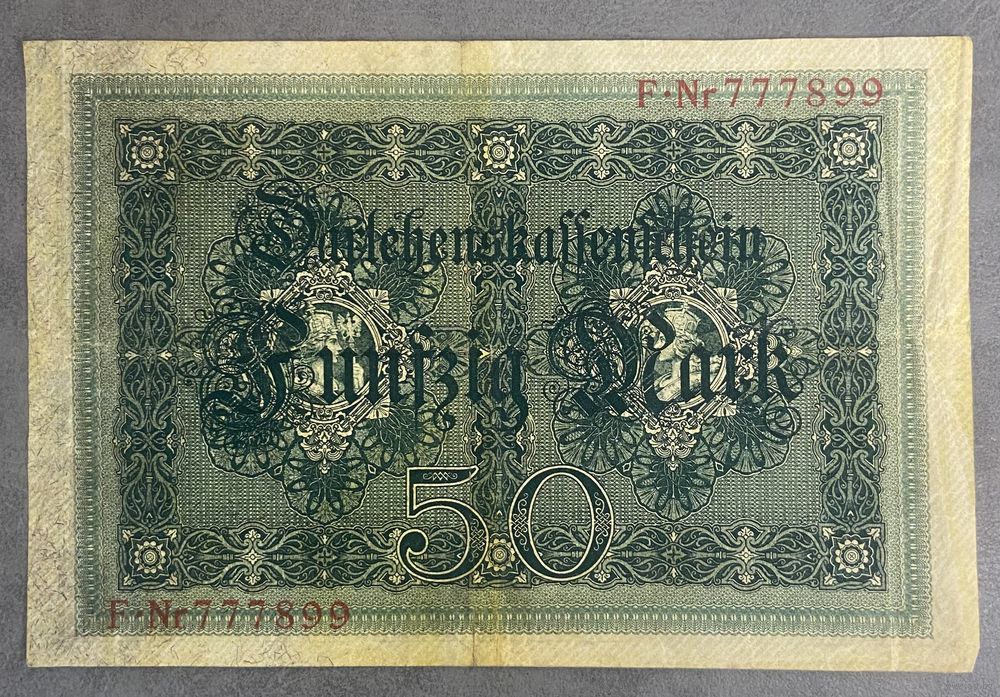 F·Nr 777899
Darlehenskassenschein
Fünfzig Mark
50
F·Nr 777899